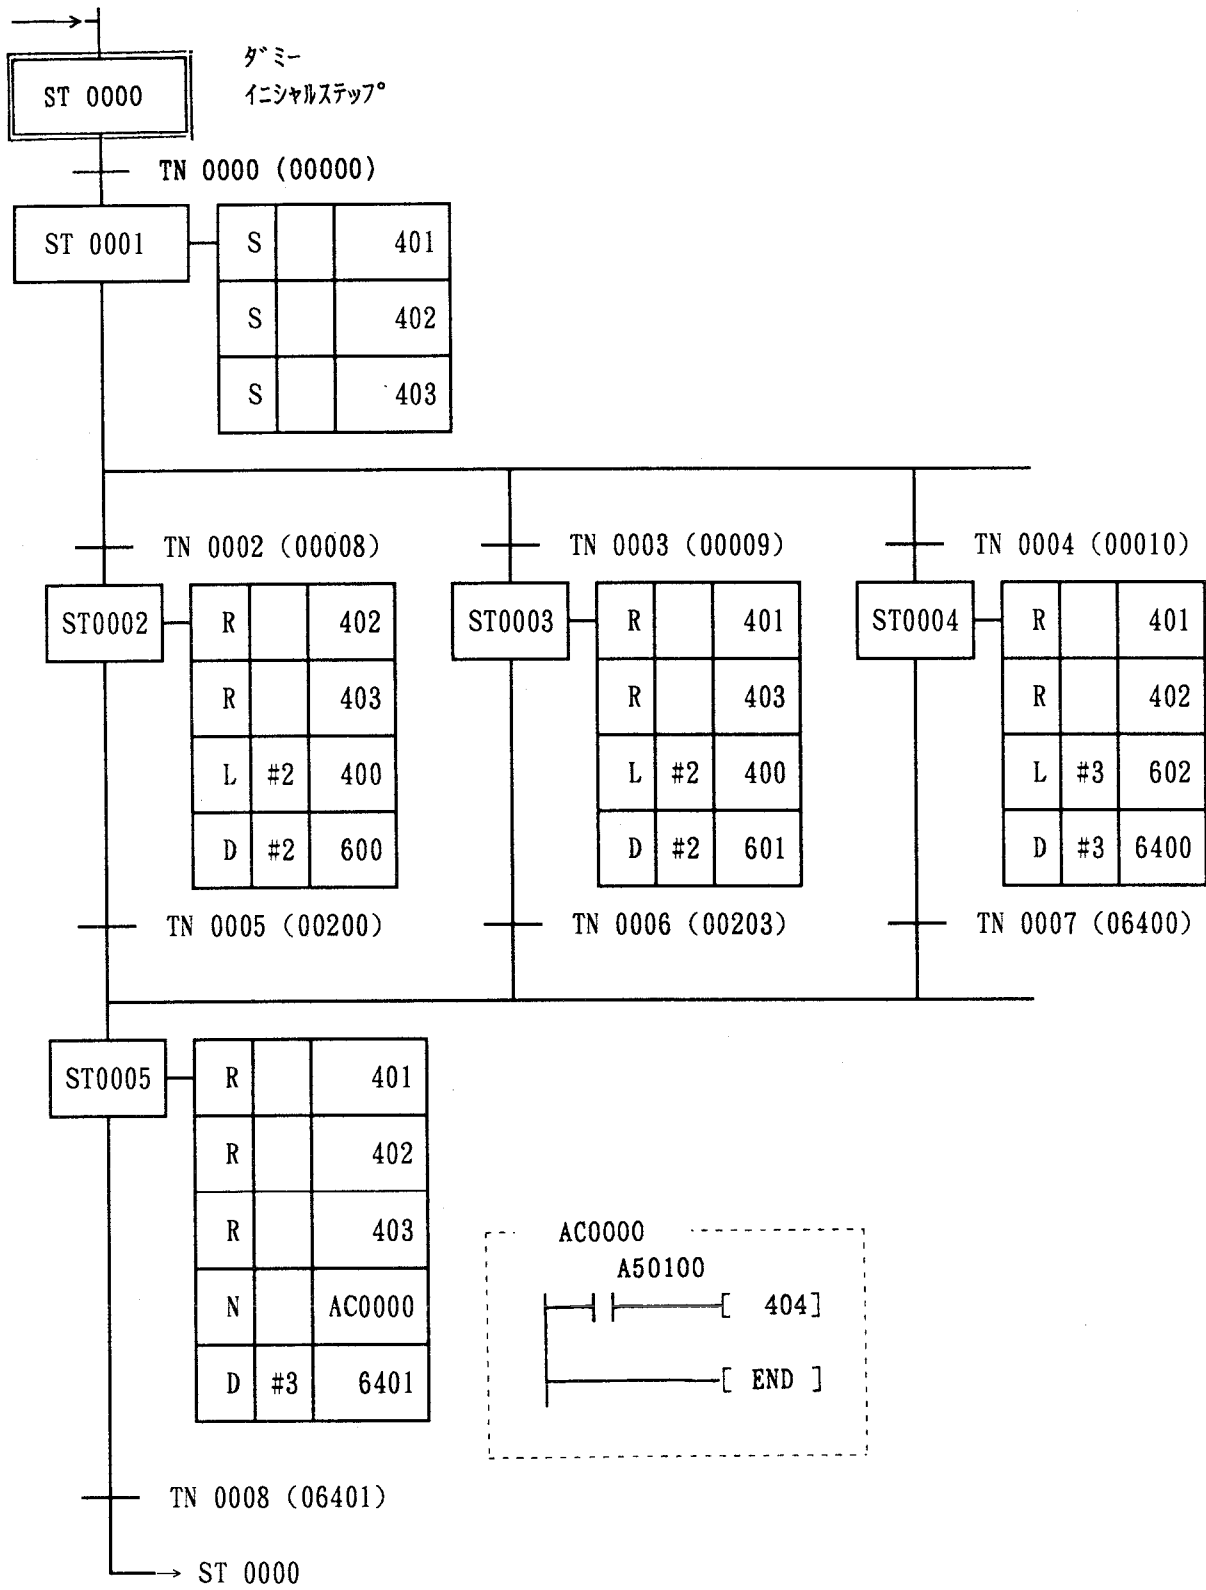 ST 0000
ダミー
イニシャルステップ
TN 0000 (00000)
ST 0001
S 401
S 402
S 403
TN 0002 (00008)
TN 0003 (00009)
TN 0004 (00010)
ST0002
R 402
R 403
L #2 400
D #2 600
ST0003
R 401
R 403
L #2 400
D #2 601
ST0004
R 401
R 402
L #3 602
D #3 6400
TN 0005 (00200)
TN 0006 (00203)
TN 0007 (06400)
ST0005
R 401
R 402
R 403
N AC0000
D #3 6401
AC0000
A50100
[ 404]
[ END ]
TN 0008 (06401)
ST 0000